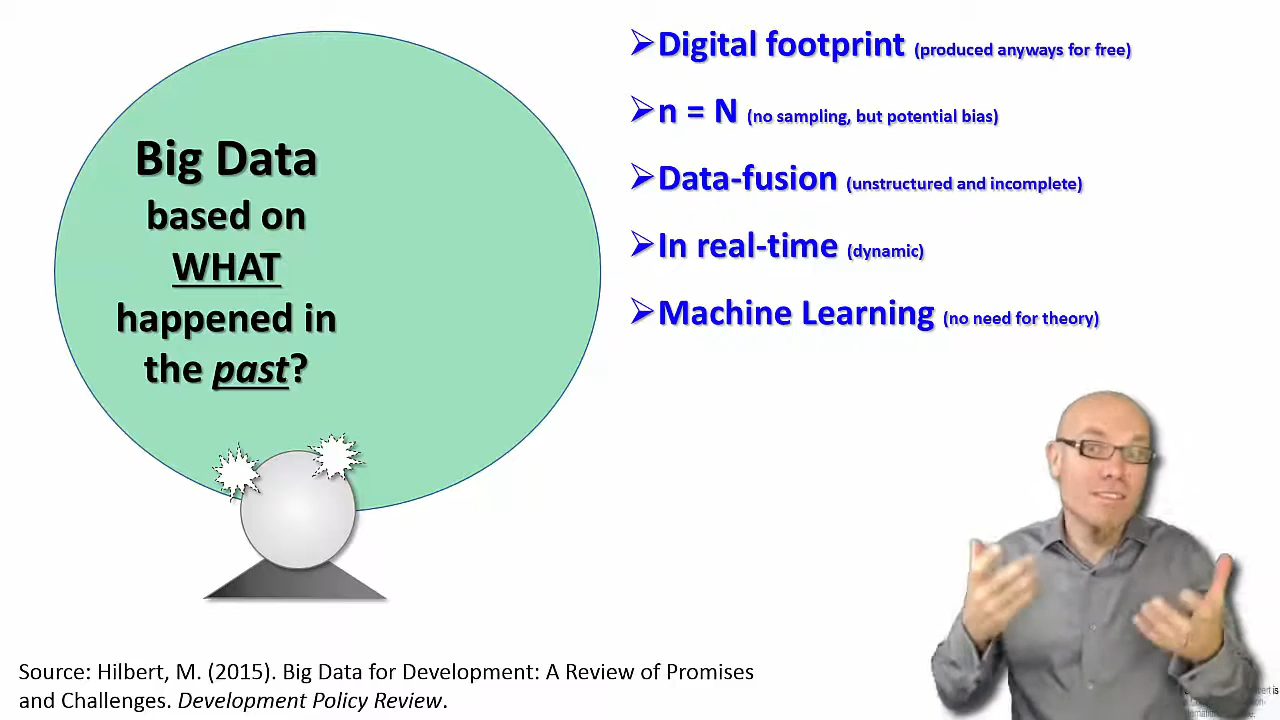 Big Data
based on
WHAT
happened in
the past?
➢Digital footprint (produced anyways for free)
➢n = N (no sampling, but potential bias)
➢Data-fusion (unstructured and incomplete)
➢In real-time (dynamic)
➢Machine Learning (no need for theory)
Source: Hilbert, M. (2015). Big Data for Development: A Review of Promises
and Challenges. Development Policy Review.